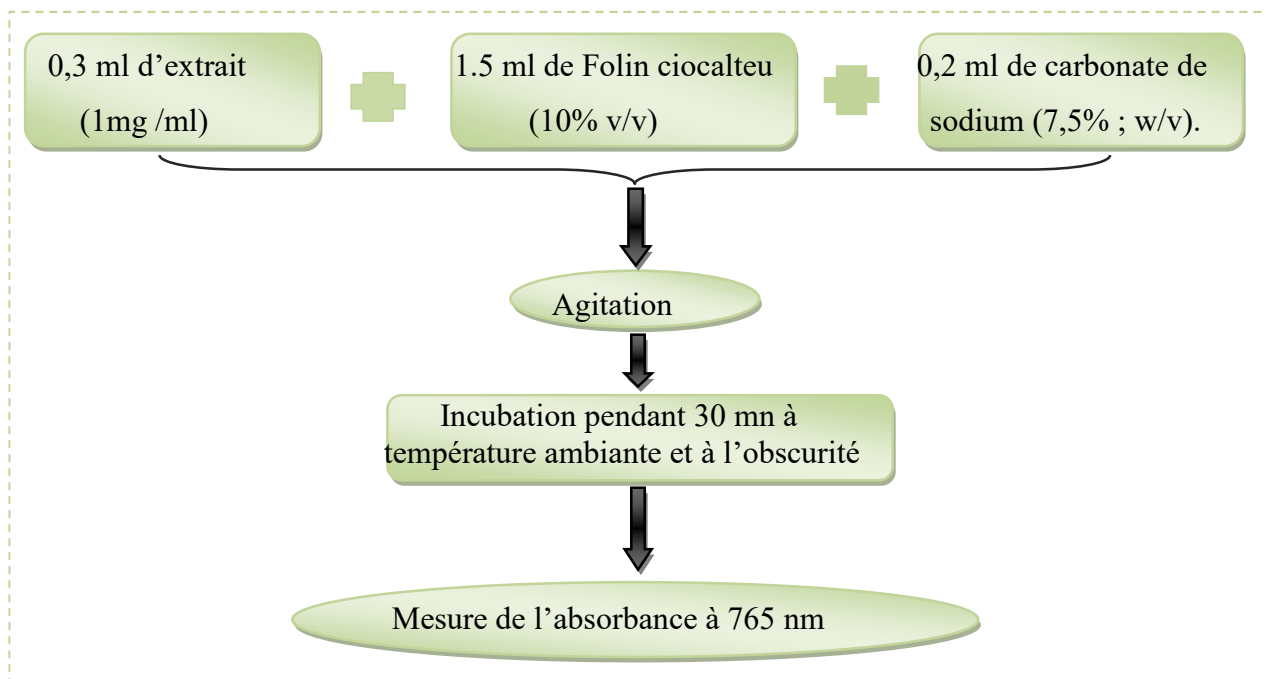 0,3 ml d’extrait
(1mg /ml)
1.5 ml de Folin ciocalteu
(10% v/v)
0,2 ml de carbonate de
sodium (7,5% ; w/v).
Agitation
Incubation pendant 30 mn à
température ambiante et à l’obscurité
Mesure de l’absorbance à 765 nm